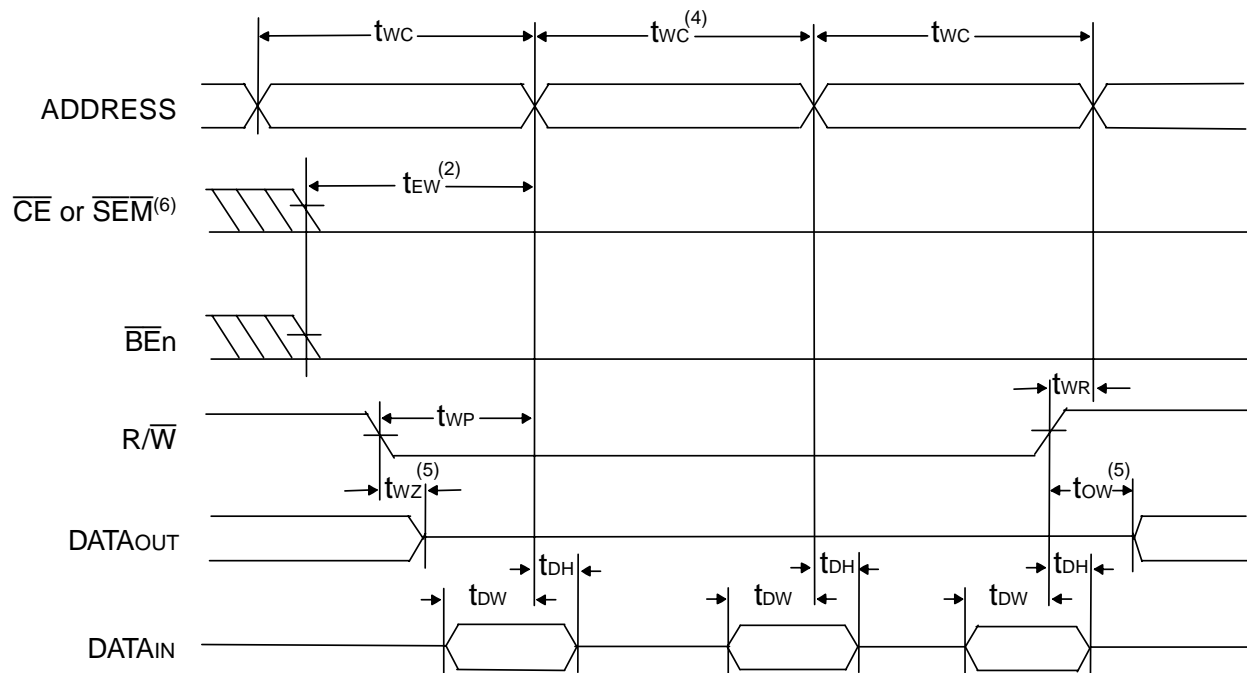 tWC tWC(4) tWC
ADDRESS
tEW(2)
CE or SEM(6)
BEn
tWR
tWP
R/W
tWZ(5) tOW(5)
DATAOUT
tDH tDH tDH
tDW tDW tDW
DATAIN